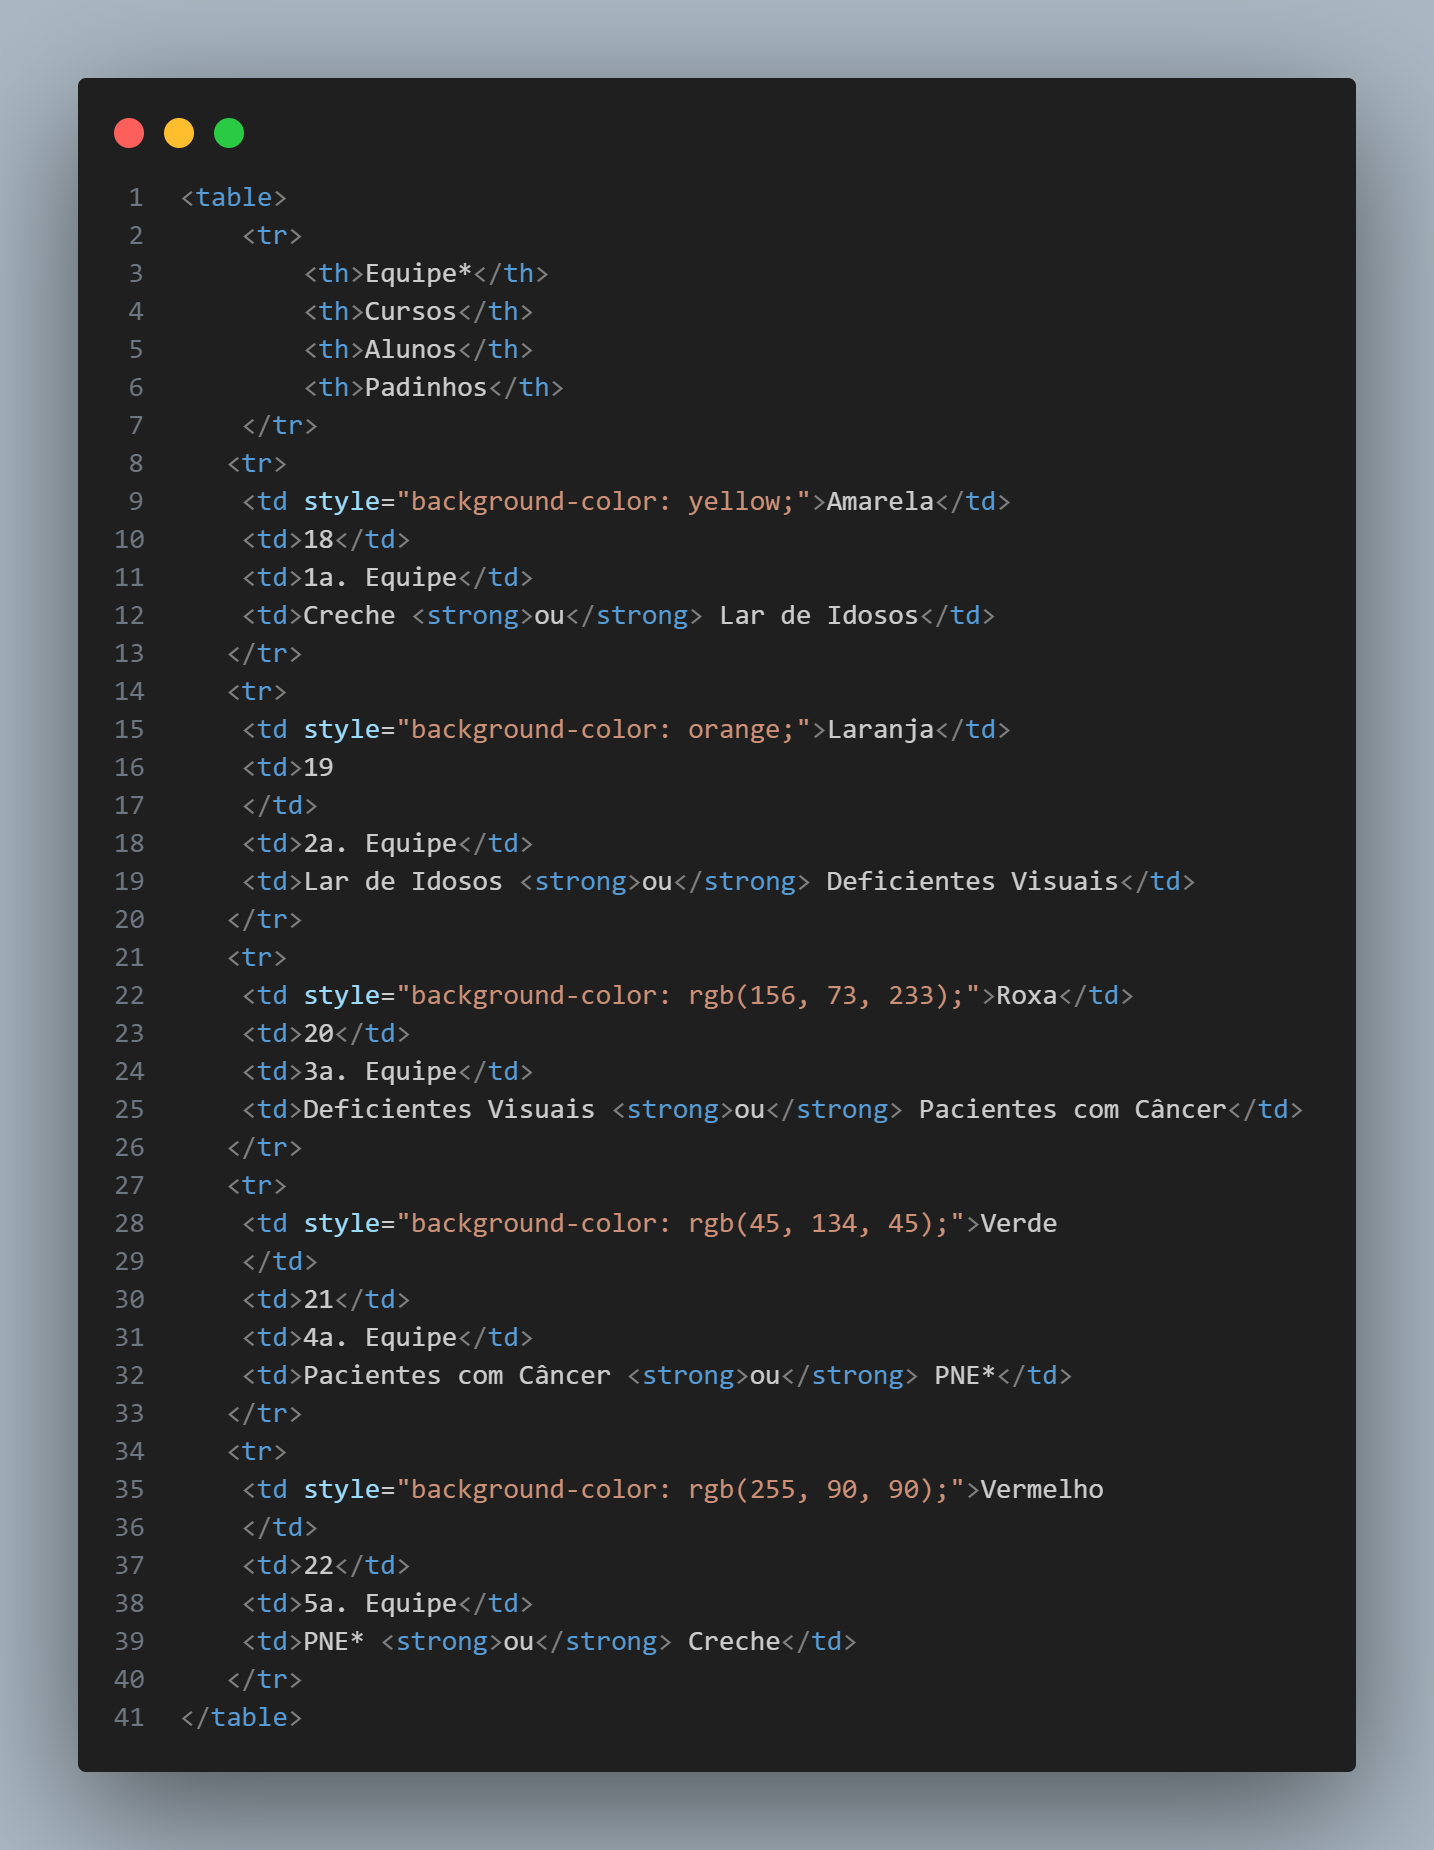 1 <table>
2     <tr>
3         <th>Equipe*</th>
4         <th>Cursos</th>
5         <th>Alunos</th>
6         <th>Padinhos</th>
7     </tr>
8    <tr>
9     <td style="background-color: yellow;">Amarela</td>
10     <td>18</td>
11     <td>1a. Equipe</td>
12     <td>Creche <strong>ou</strong> Lar de Idosos</td>
13    </tr>
14    <tr>
15     <td style="background-color: orange;">Laranja</td>
16     <td>19
17     </td>
18     <td>2a. Equipe</td>
19     <td>Lar de Idosos <strong>ou</strong> Deficientes Visuais</td>
20    </tr>
21    <tr>
22     <td style="background-color: rgb(156, 73, 233);">Roxa</td>
23     <td>20</td>
24     <td>3a. Equipe</td>
25     <td>Deficientes Visuais <strong>ou</strong> Pacientes com Câncer</td>
26    </tr>
27    <tr>
28     <td style="background-color: rgb(45, 134, 45);">Verde
29     </td>
30     <td>21</td>
31     <td>4a. Equipe</td>
32     <td>Pacientes com Câncer <strong>ou</strong> PNE*</td>
33    </tr>
34    <tr>
35     <td style="background-color: rgb(255, 90, 90);">Vermelho
36     </td>
37     <td>22</td>
38     <td>5a. Equipe</td>
39     <td>PNE* <strong>ou</strong> Creche</td>
40    </tr>
41 </table>